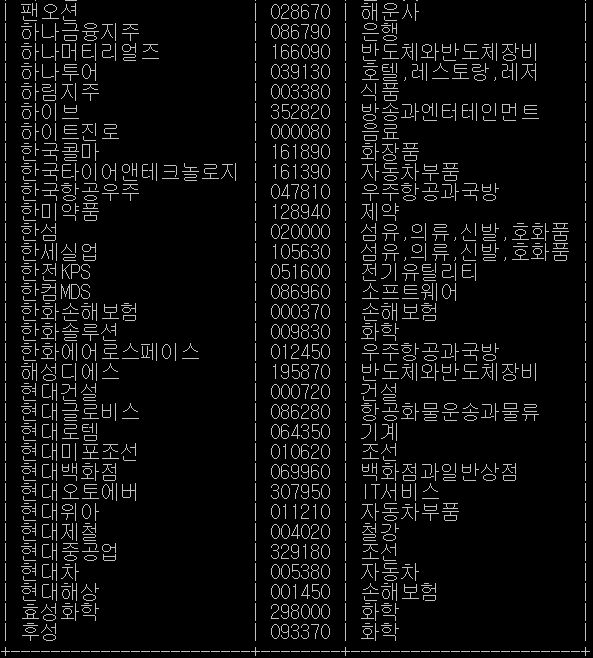 | 팬오션 | 028670 | 해운사 |
| 하나금융지주 | 086790 | 은행 |
| 하나머티리얼즈 | 166090 | 반도체와반도체장비 |
| 하나투어 | 039130 | 호텔,레스토랑,레저 |
| 하림지주 | 003380 | 식품 |
| 하이브 | 352820 | 방송과엔터테인먼트 |
| 하이트진로 | 000080 | 음료 |
| 한국콜마 | 161890 | 화장품 |
| 한국타이어앤테크놀로지 | 161390 | 자동차부품 |
| 한국항공우주 | 047810 | 우주항공과국방 |
| 한미약품 | 128940 | 제약 |
| 한섬 | 020000 | 섬유,의류,신발,호화품 |
| 한세실업 | 105630 | 섬유,의류,신발,호화품 |
| 한전KPS | 051600 | 전기유틸리티 |
| 한컴MDS | 086960 | 소프트웨어 |
| 한화손해보험 | 000370 | 손해보험 |
| 한화솔루션 | 009830 | 화학 |
| 한화에어로스페이스 | 012450 | 우주항공과국방 |
| 해성디에스 | 195870 | 반도체와반도체장비 |
| 현대건설 | 000720 | 건설 |
| 현대글로비스 | 086280 | 항공화물운송과물류 |
| 현대로템 | 064350 | 기계 |
| 현대미포조선 | 010620 | 조선 |
| 현대백화점 | 069960 | 백화점과일반상점 |
| 현대오토에버 | 307950 | IT서비스 |
| 현대위아 | 011210 | 자동차부품 |
| 현대제철 | 004020 | 철강 |
| 현대중공업 | 329180 | 조선 |
| 현대차 | 005380 | 자동차 |
| 현대해상 | 001450 | 손해보험 |
| 효성화학 | 298000 | 화학 |
| 후성 | 093370 | 화학 |